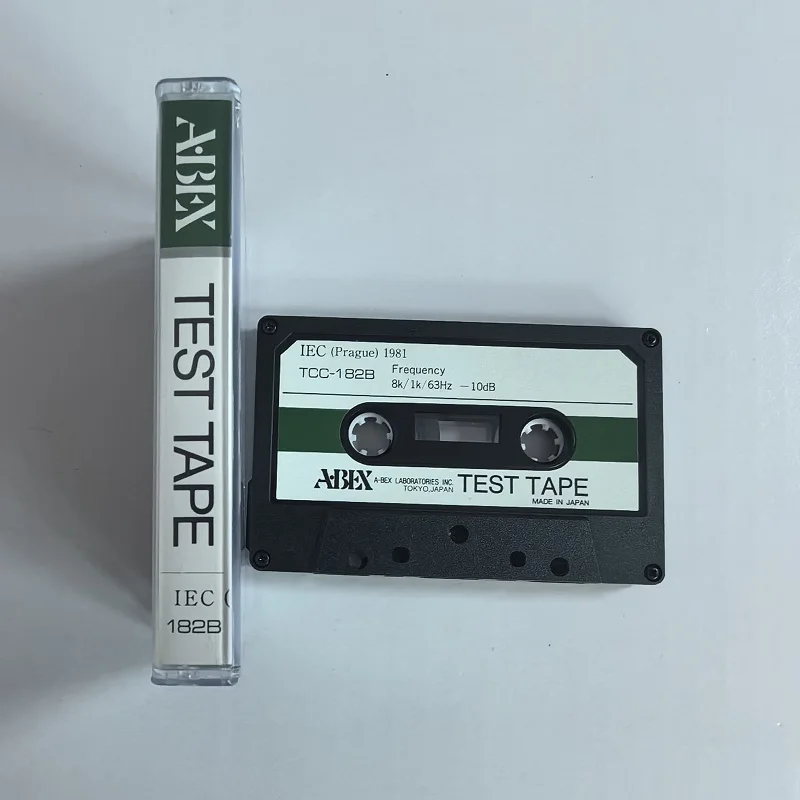 A·BEX
TEST TAPE
IEC (
182B
IEC (Prague) 1981
TCC-182B
Frequency
8k/1k/63Hz −10dB
A·BEX
A-BEX LABORATORIES INC.
TOKYO,JAPAN
TEST TAPE
MADE IN JAPAN